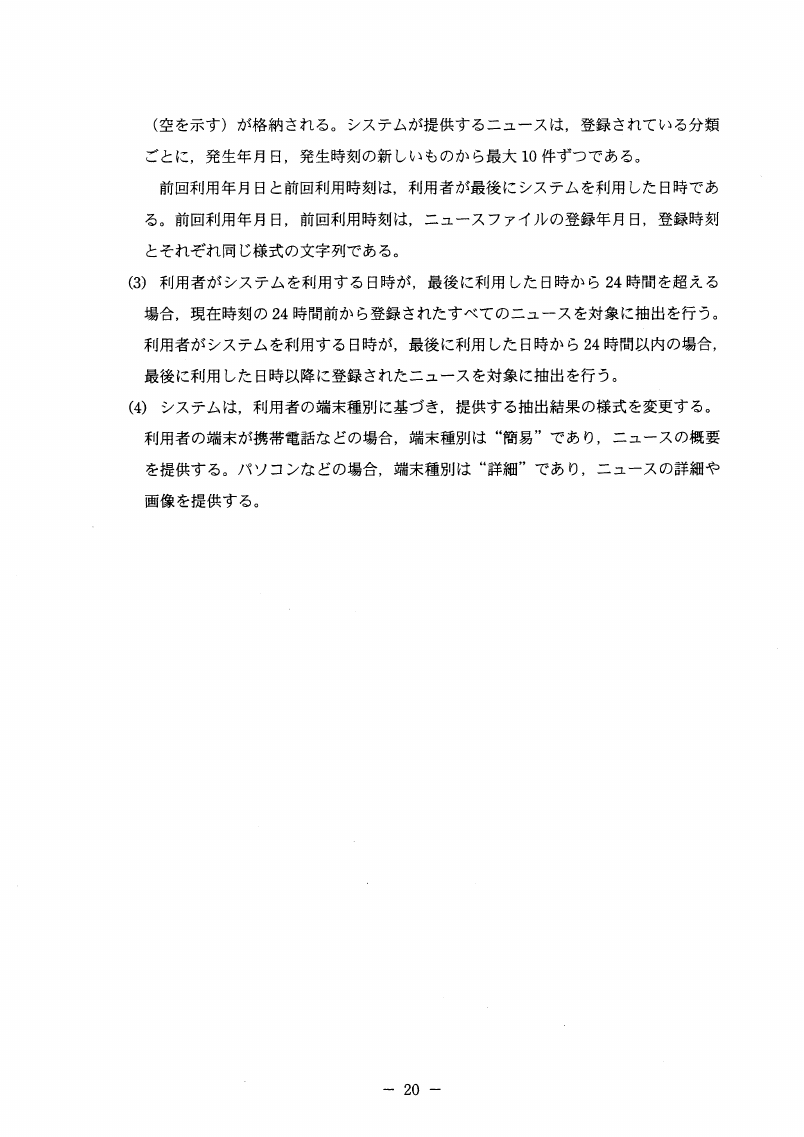 （空を示す）が格納される。システムが提供するニュースは，登録されている分類
ごとに，発生年月日，発生時刻の新しいものから最大 10 件ずつである。
前回利用年月日と前回利用時刻は，利用者が最後にシステムを利用した日時であ
る。前回利用年月日，前回利用時刻は，ニュースファイルの登録年月日，登録時刻
とそれぞれ同じ様式の文字列である。
(3) 利用者がシステムを利用する日時が，最後に利用した日時から 24 時間を超える
場合，現在時刻の 24 時間前から登録されたすべてのニュースを対象に抽出を行う。
利用者がシステムを利用する日時が，最後に利用した日時から 24 時間以内の場合，
最後に利用した日時以降に登録されたニュースを対象に抽出を行う。
(4) システムは，利用者の端末種別に基づき，提供する抽出結果の様式を変更する。
利用者の端末が携帯電話などの場合，端末種別は“簡易”であり，ニュースの概要
を提供する。パソコンなどの場合，端末種別は“詳細”であり，ニュースの詳細や
画像を提供する。
− 20 −